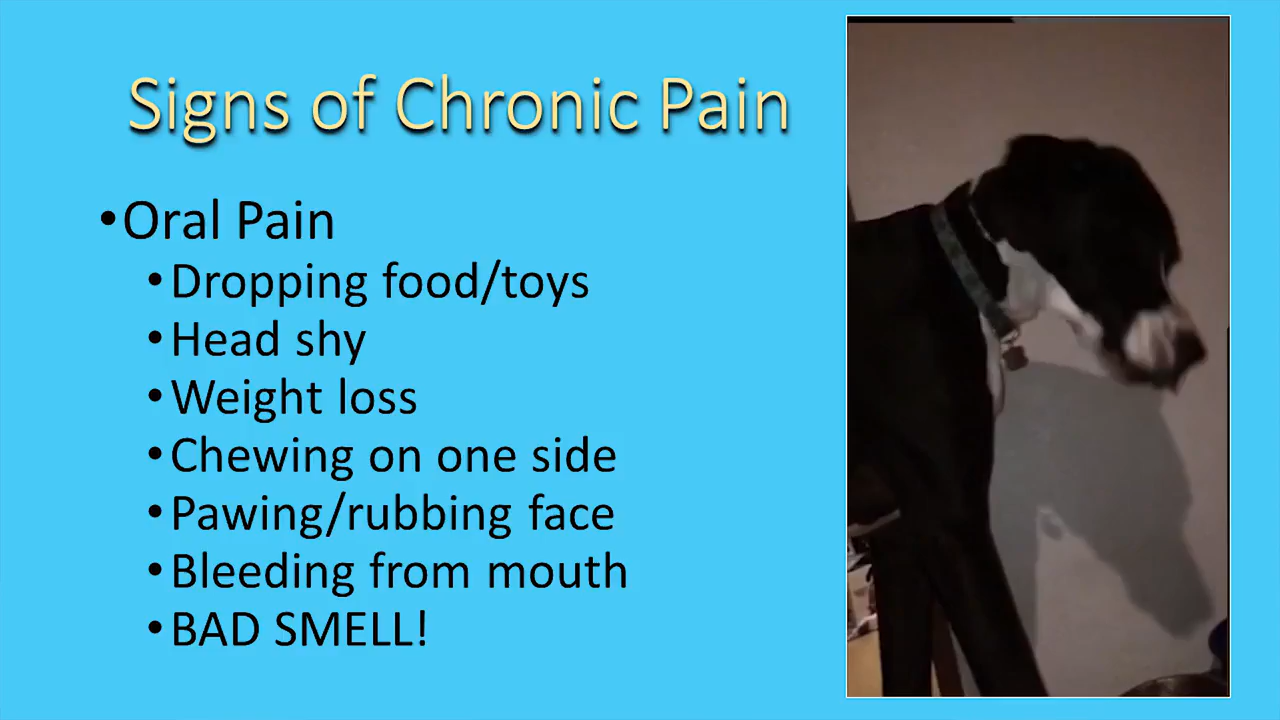 Signs of Chronic Pain
•Oral Pain
•Dropping food/toys
•Head shy
•Weight loss
•Chewing on one side
•Pawing/rubbing face
•Bleeding from mouth
•BAD SMELL!